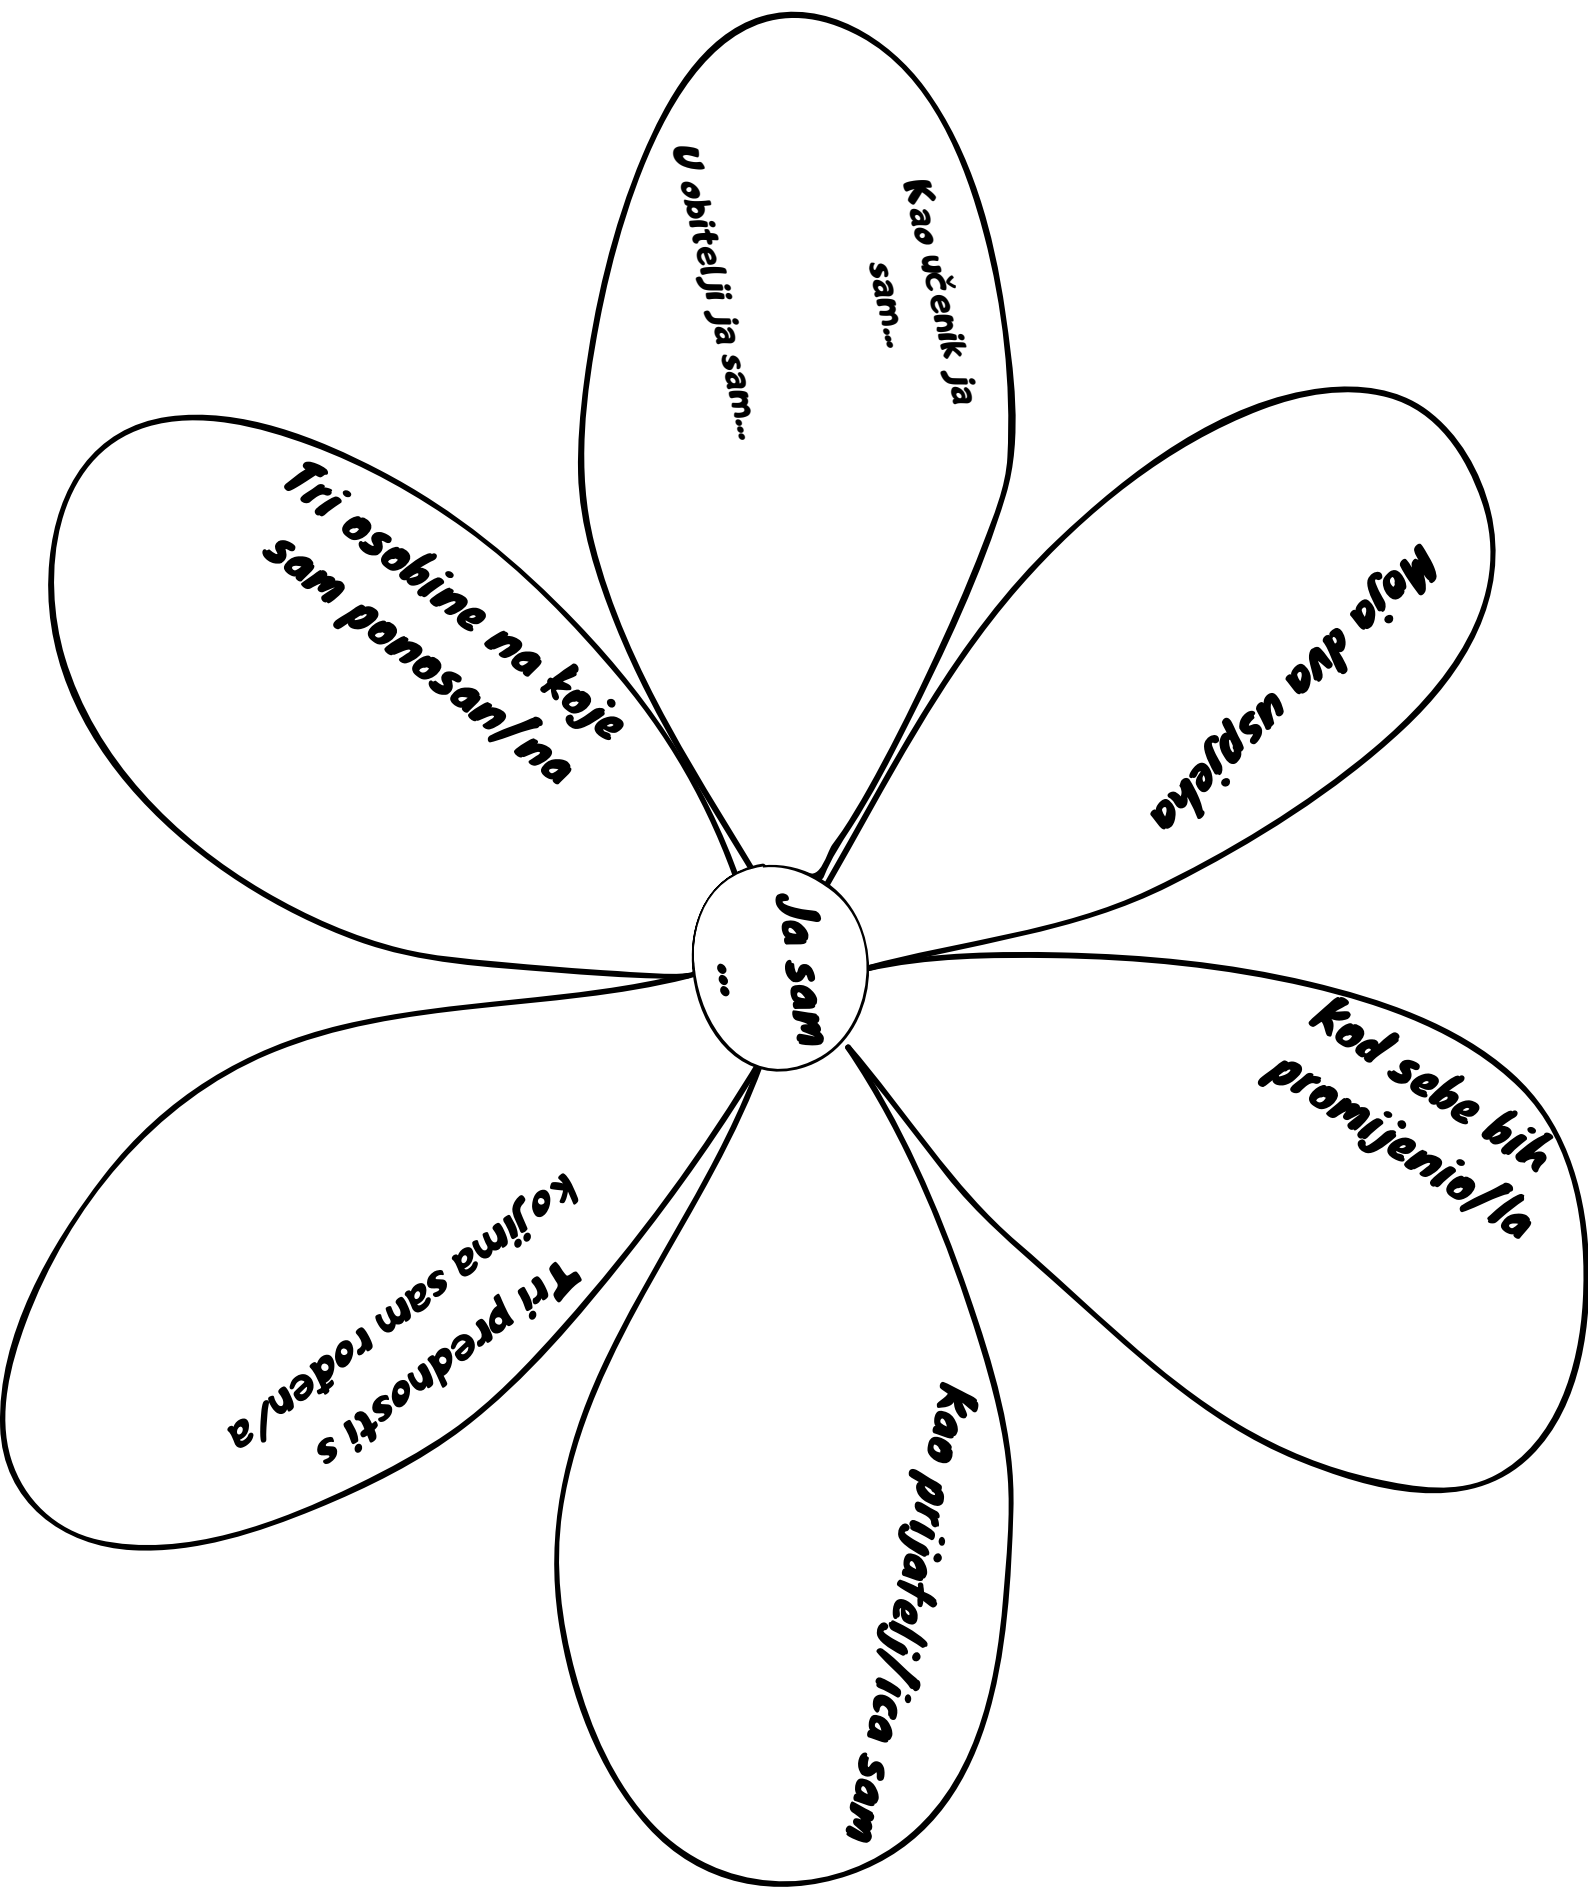 Kao učenik ja
sam...
U obitelji ja sam...
Moja dva uspjeha
Tri osobine na koje
sam ponosan/na
Ja sam
...
Kod sebe bih
promijenio/la
Tri prednosti s
kojima sam rođen/a
Kao prijatelj/ica sam